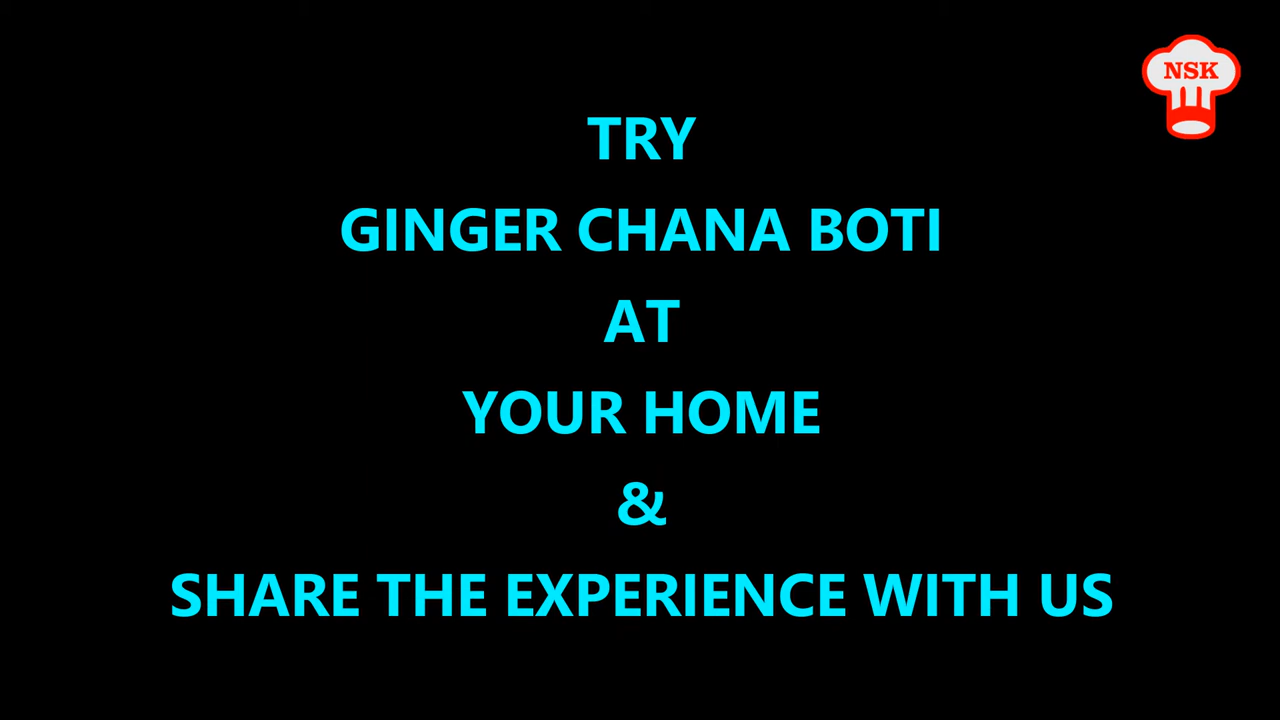 NSK
TRY
GINGER CHANA BOTI
AT
YOUR HOME
&
SHARE THE EXPERIENCE WITH US